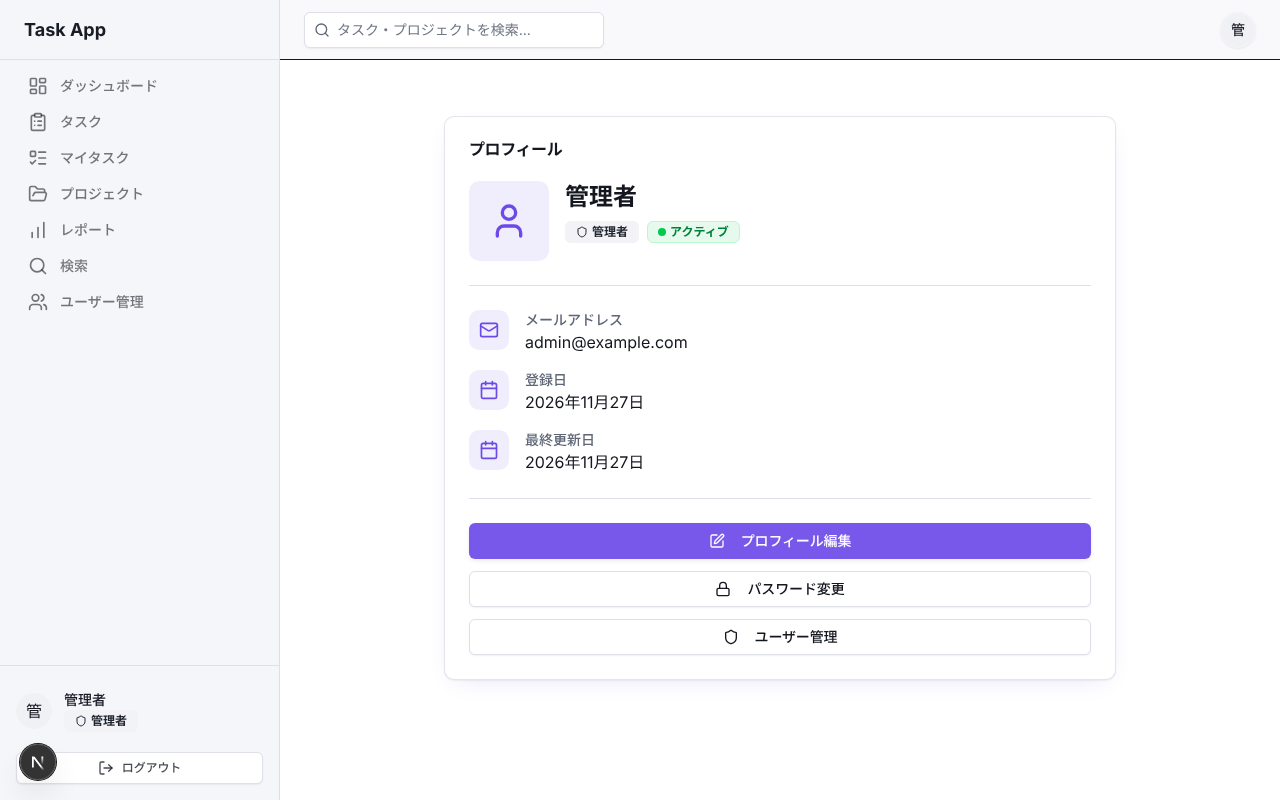 Task App
タスク・プロジェクトを検索...
管
ダッシュボード
タスク
マイタスク
プロジェクト
レポート
検索
ユーザー管理
プロフィール
管理者
管理者
アクティブ
メールアドレス
admin@example.com
登録日
2026年11月27日
最終更新日
2026年11月27日
プロフィール編集
パスワード変更
ユーザー管理
管
管理者
管理者
N
ログアウト